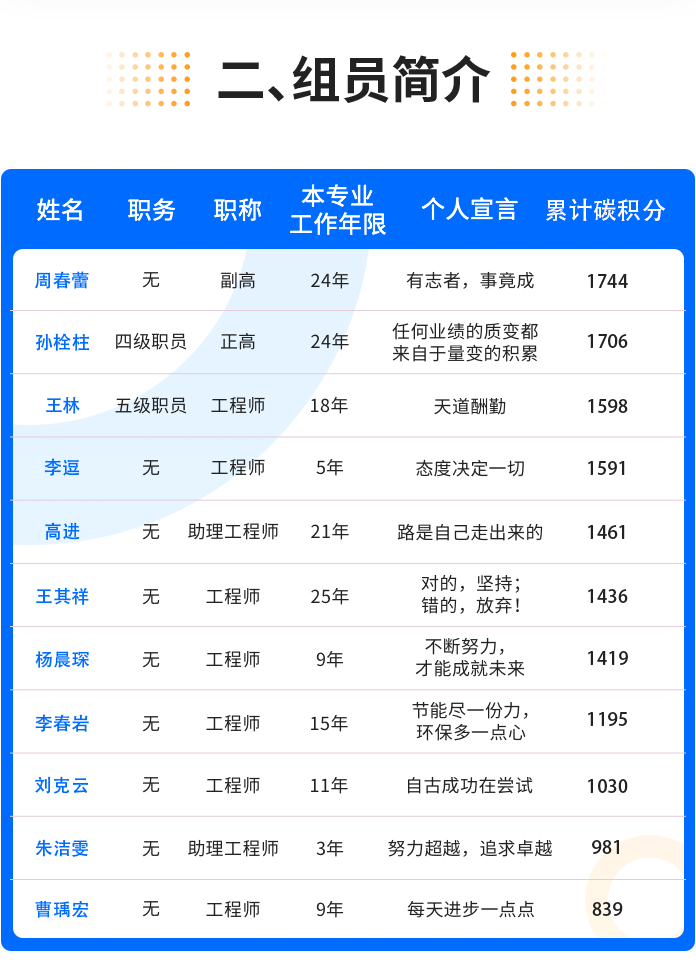 二、组员简介
姓名 职务 职称 本专业 个人宣言 累计碳积分
工作年限
周春蕾 无 副高 24年 有志者，事竟成 1744
孙栓柱 四级职员 正高 24年 任何业绩的质变都 1706
来自于量变的积累
王林 五级职员 工程师 18年 天道酬勤 1598
李逗 无 工程师 5年 态度决定一切 1591
高进 无 助理工程师 21年 路是自己走出来的 1461
王其祥 无 工程师 25年 对的，坚持； 1436
错的，放弃！
杨晨琛 无 工程师 9年 不断努力， 1419
才能成就未来
李春岩 无 工程师 15年 节能尽一份力， 1195
环保多一点心
刘克云 无 工程师 11年 自古成功在尝试 1030
朱洁雯 无 助理工程师 3年 努力超越，追求卓越 981
曹瑀宏 无 工程师 9年 每天进步一点点 839